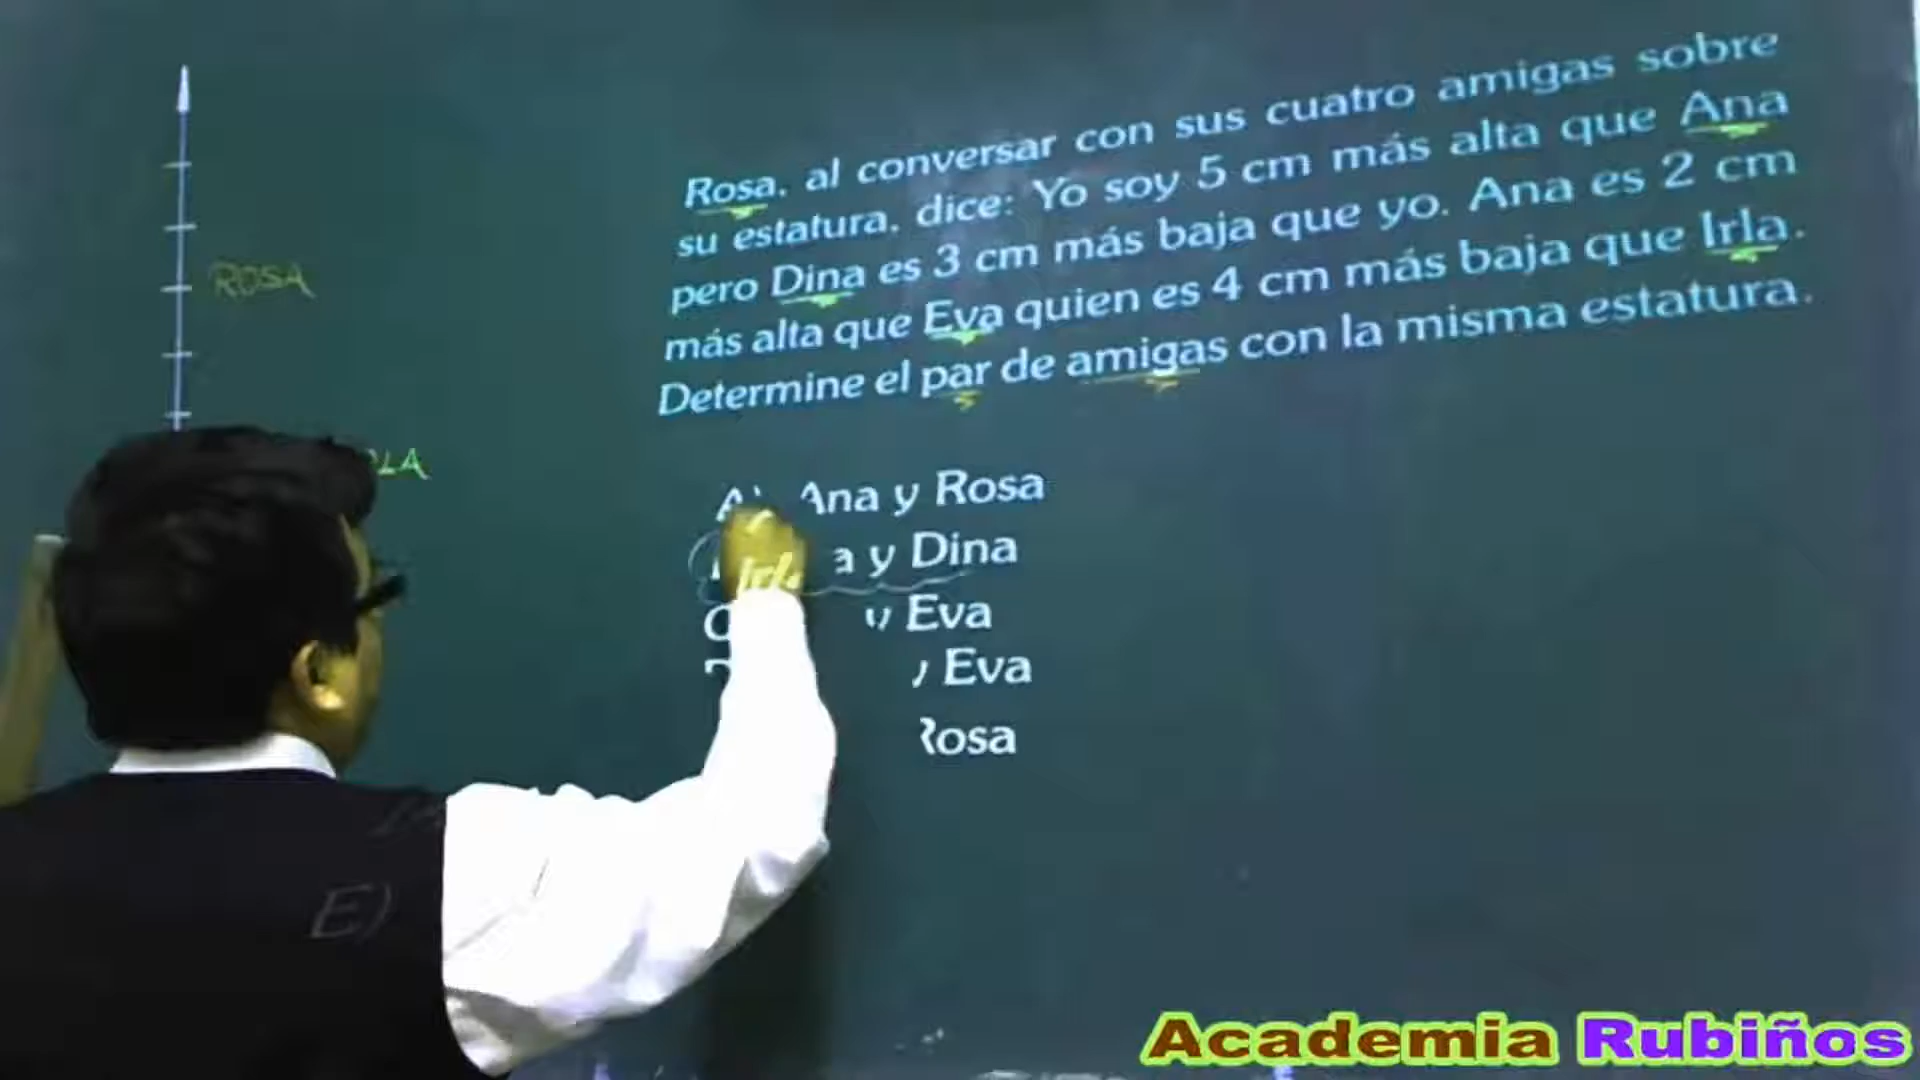 Rosa, al conversar con sus cuatro amigas sobre
su estatura, dice: Yo soy 5 cm más alta que Ana
pero Dina es 3 cm más baja que yo. Ana es 2 cm
más alta que Eva quien es 4 cm más baja que Irla.
Determine el par de amigas con la misma estatura.
ROSA
LA
A) Ana y Rosa
a y Dina
y Eva
y Eva
Rosa
E)
Academia Rubiños